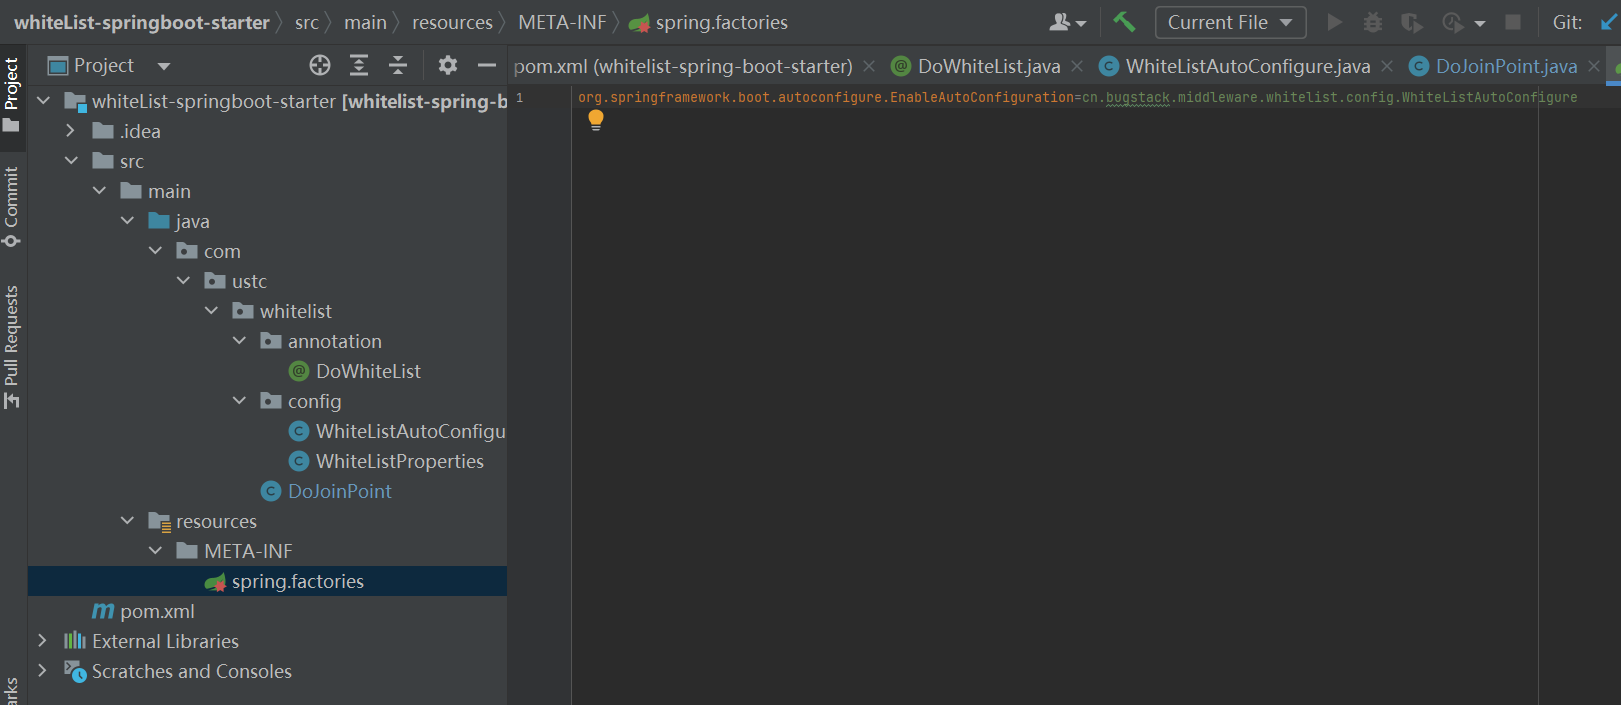 whiteList-springboot-starter src main resources META-INF spring.factories Current File Git:
Project
Commit
Pull Requests
Project
whiteList-springboot-starter [whitelist-spring-b
.idea
src
main
java
com
ustc
whitelist
annotation
DoWhiteList
config
WhiteListAutoConfigu
WhiteListProperties
DoJoinPoint
resources
META-INF
spring.factories
pom.xml
External Libraries
Scratches and Consoles
pom.xml (whitelist-spring-boot-starter) DoWhiteList.java WhiteListAutoConfigure.java DoJoinPoint.java
1 org.springframework.boot.autoconfigure.EnableAutoConfiguration=cn.bugstack.middleware.whitelist.config.WhiteListAutoConfigure